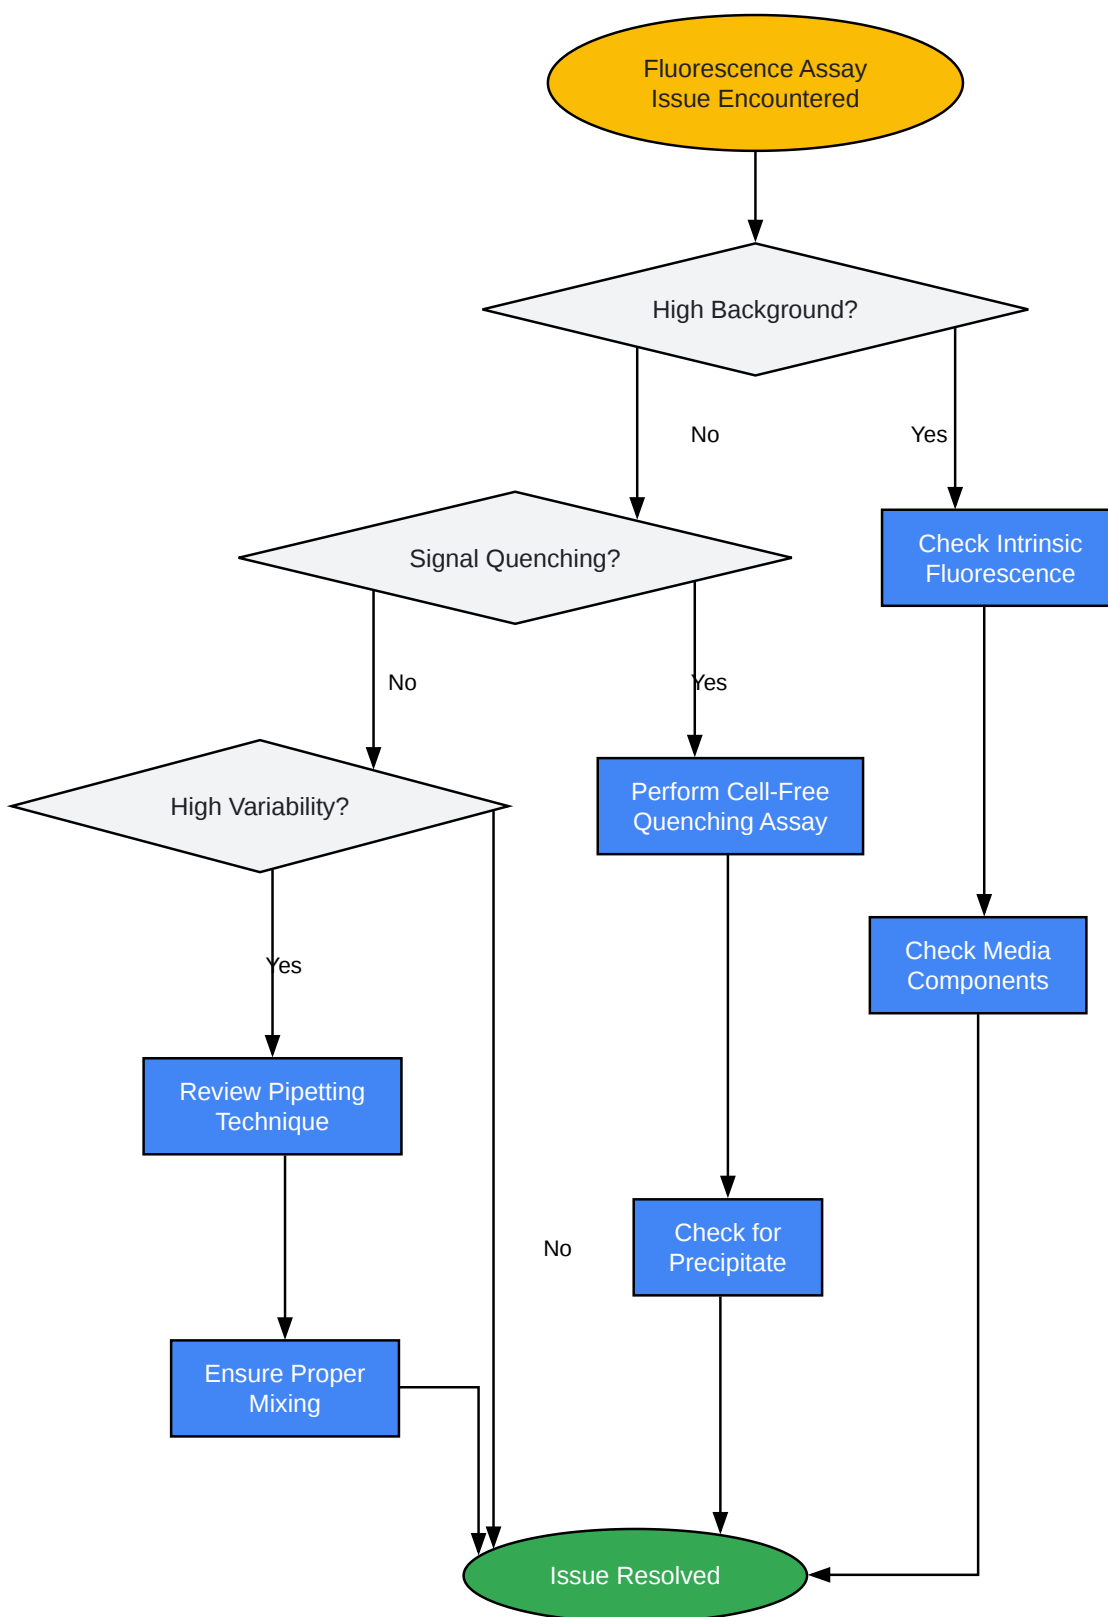 Fluorescence Assay
Issue Encountered
High Background?
No
Yes
Check Intrinsic
Fluorescence
Signal Quenching?
No
Yes
High Variability?
Perform Cell-Free
Quenching Assay
Check Media
Components
Yes
Review Pipetting
Technique
No
Check for
Precipitate
Ensure Proper
Mixing
Issue Resolved